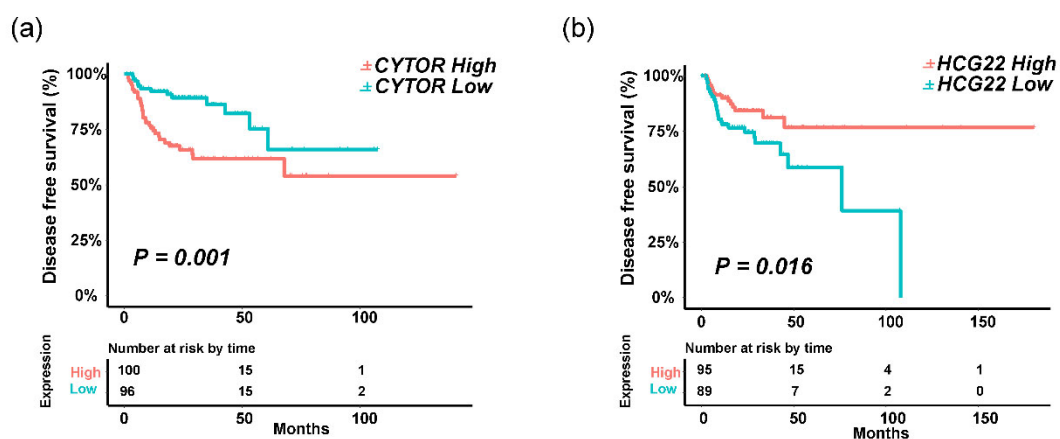 (a)
CYTOR High
CYTOR Low
Disease free survival (%)
100%
75%
50%
25%
0%
P = 0.001
0 50 100
Number at risk by time
Expression
High 100 15 1
Low 96 15 2
0 50 100
Months
(b)
HCG22 High
HCG22 Low
Disease free survival (%)
100%
75%
50%
25%
0%
P = 0.016
0 50 100 150
Number at risk by time
Expression
High 95 15 4 1
Low 89 7 2 0
0 50 100 150
Months